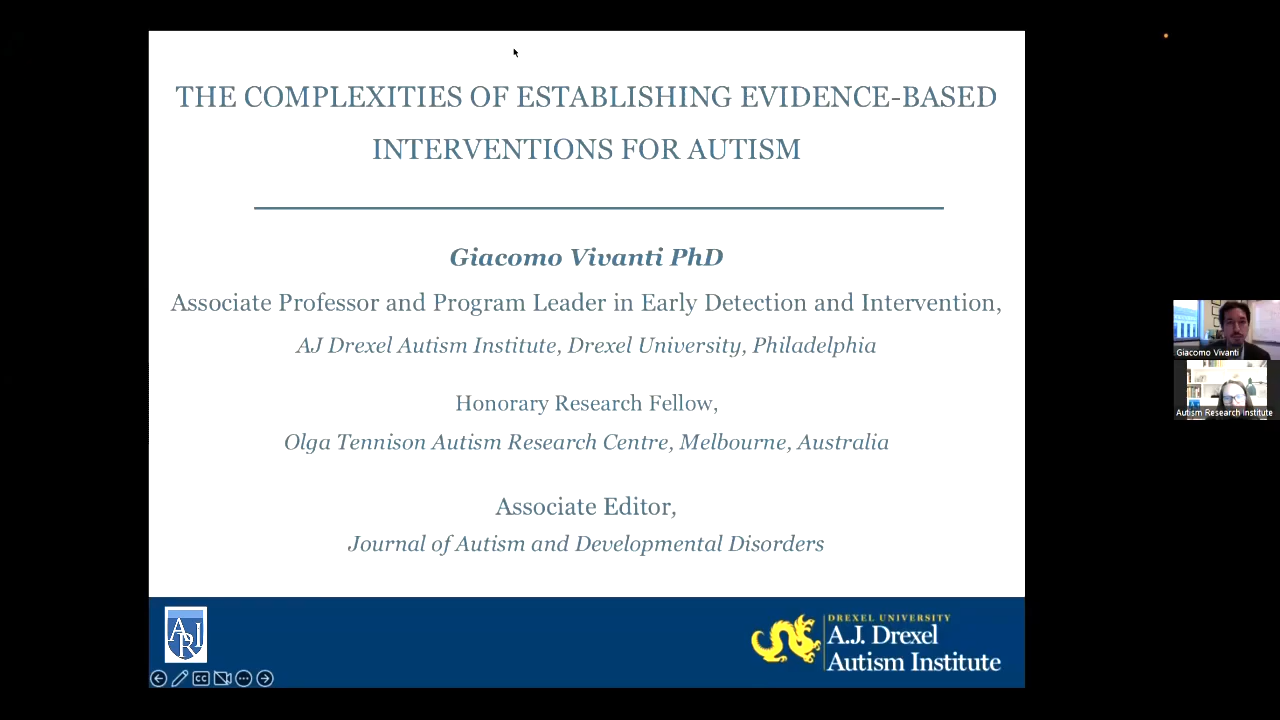 THE COMPLEXITIES OF ESTABLISHING EVIDENCE-BASED
INTERVENTIONS FOR AUTISM
Giacomo Vivanti PhD
Associate Professor and Program Leader in Early Detection and Intervention,
AJ Drexel Autism Institute, Drexel University, Philadelphia
Honorary Research Fellow,
Olga Tennison Autism Research Centre, Melbourne, Australia
Associate Editor,
Journal of Autism and Developmental Disorders
ARI
DREXEL UNIVERSITY
A.J. Drexel
Autism Institute
CC
Giacomo Vivanti
Autism Research Institute